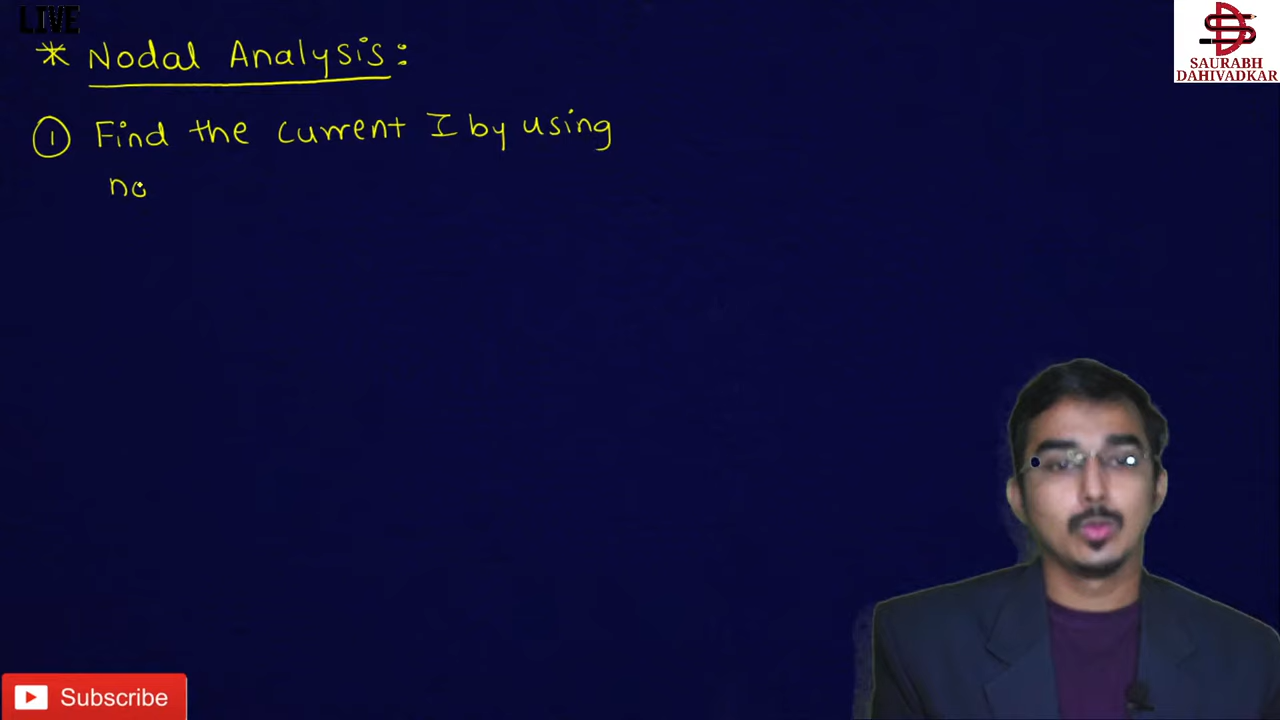 LIVE
* Nodal Analysis:
① Find the current I by using
no
SAURABH
DAHIVADKAR
Subscribe